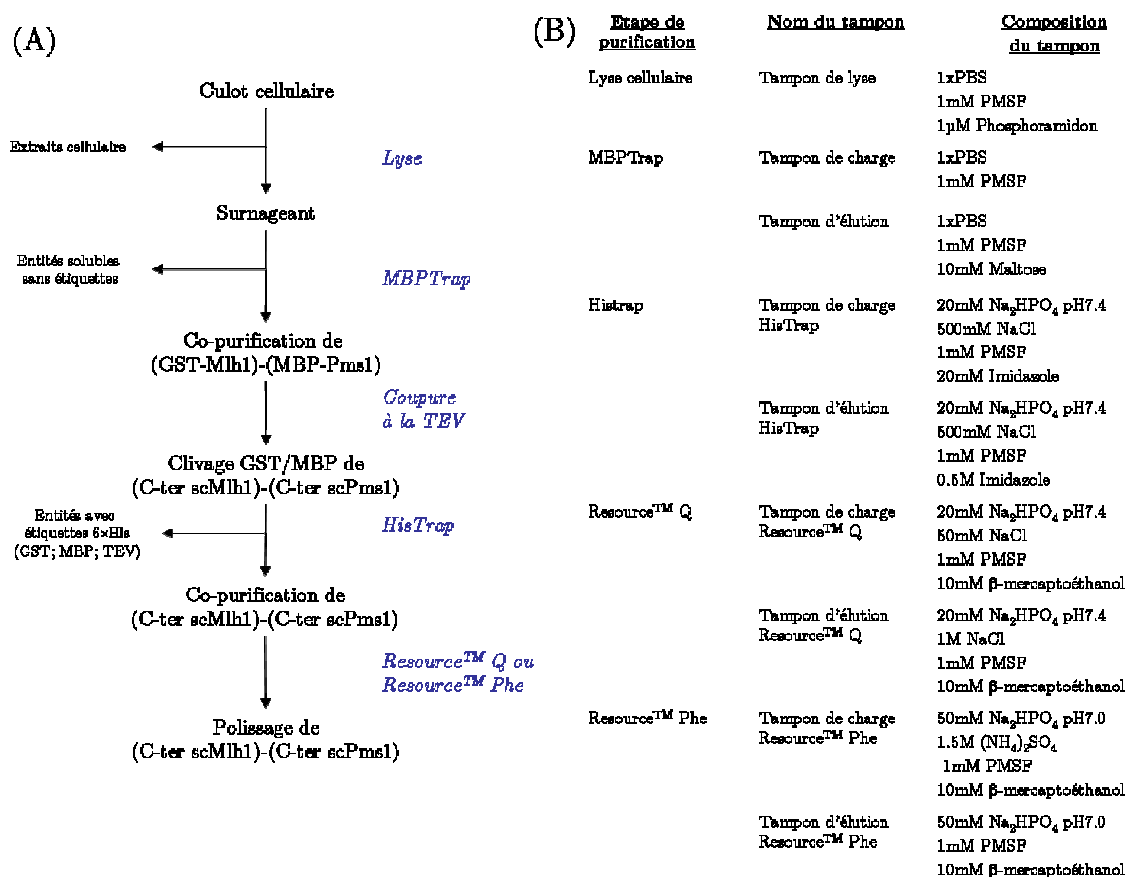 (A)
Culot cellulaire
Extraits cellulaire
Lyse
Surnageant
Entités solubles
sans étiquettes
MBPTrap
Co-purification de
(GST-Mlh1)-(MBP-Pms1)
Coupure
à la TEV
Clivage GST/MBP de
(C-ter scMlh1)-(C-ter scPms1)
Entités avec
étiquettes 6×His
(GST; MBP; TEV)
HisTrap
Co-purification de
(C-ter scMlh1)-(C-ter scPms1)
Resource™ Q ou
Resource™ Phe
Polissage de
(C-ter scMlh1)-(C-ter scPms1)
(B)
Etape de
purification
Nom du tampon
Composition
du tampon
Lyse cellulaire
Tampon de lyse
1xPBS
1mM PMSF
1µM Phosphoramidon
MBPTrap
Tampon de charge
1xPBS
1mM PMSF
Tampon d'élution
1xPBS
1mM PMSF
10mM Maltose
Histrap
Tampon de charge
HisTrap
20mM Na₂HPO₄ pH7.4
500mM NaCl
1mM PMSF
20mM Imidazole
Tampon d'élution
HisTrap
20mM Na₂HPO₄ pH7.4
500mM NaCl
1mM PMSF
0.5M Imidazole
Resource™ Q
Tampon de charge
Resource™ Q
20mM Na₂HPO₄ pH7.4
50mM NaCl
1mM PMSF
10mM β-mercaptoéthanol
Tampon d'élution
Resource™ Q
20mM Na₂HPO₄ pH7.4
1M NaCl
1mM PMSF
10mM β-mercaptoéthanol
Resource™ Phe
Tampon de charge
Resource™ Phe
50mM Na₂HPO₄ pH7.0
1.5M (NH₄)₂SO₄
1mM PMSF
10mM β-mercaptoéthanol
Tampon d'élution
Resource™ Phe
50mM Na₂HPO₄ pH7.0
1mM PMSF
10mM β-mercaptoéthanol